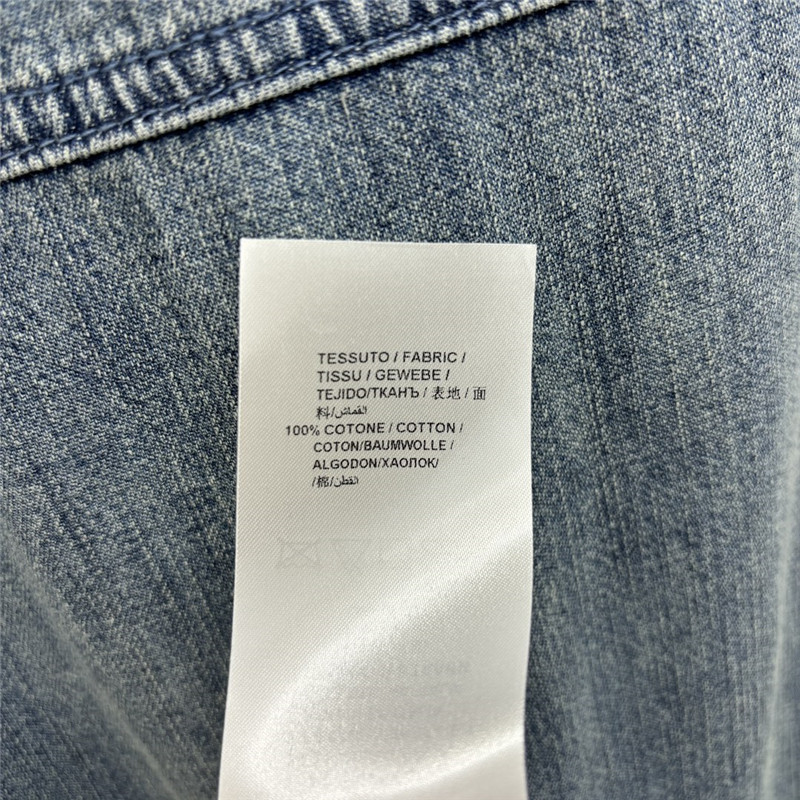 TESSUTO / FABRIC /
TISSU / GEWEBE /
TEJIDO/ТКАНЪ / 表地 / 面
料/القماش/
100% COTONE / COTTON /
COTON/BAUMWOLLE /
ALGODON/ХАОПОК/
/棉/القطن